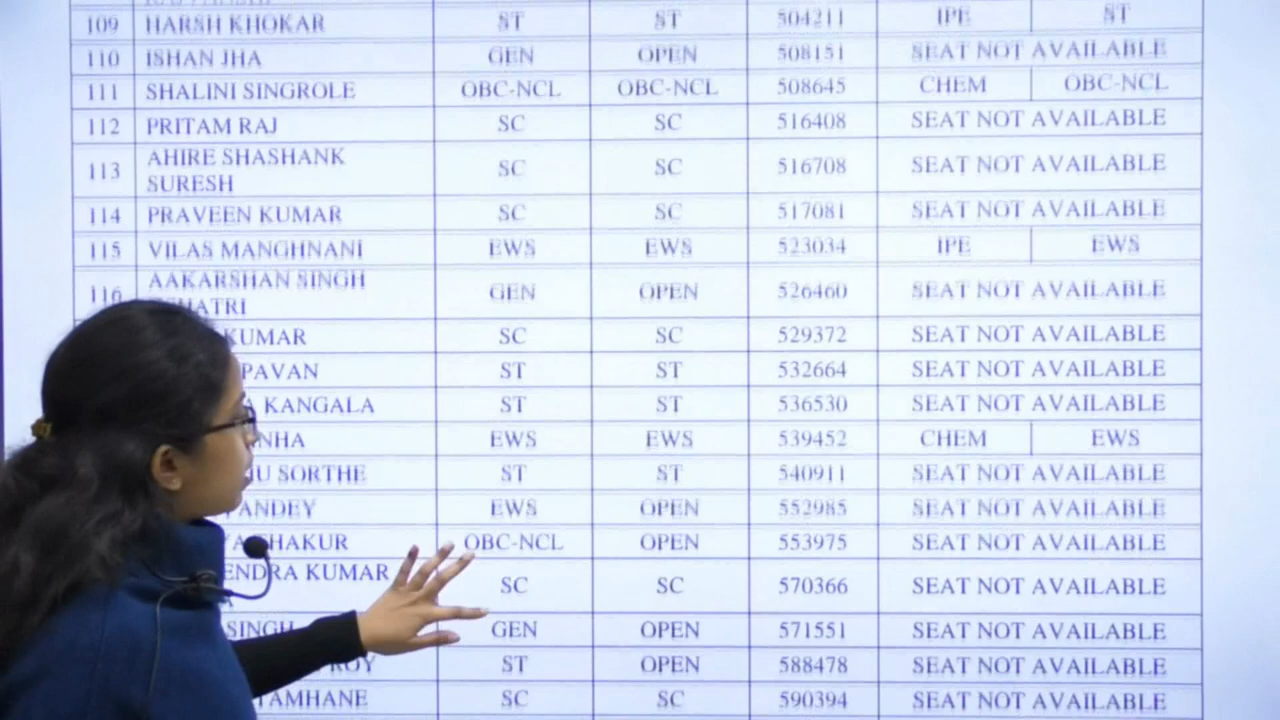 109 HARSH KHOKAR ST ST 504211 IPE ST
110 ISHAN JHA GEN OPEN 508151 SEAT NOT AVAILABLE
111 SHALINI SINGROLE OBC-NCL OBC-NCL 508645 CHEM OBC-NCL
112 PRITAM RAJ SC SC 516408 SEAT NOT AVAILABLE
113 AHIRE SHASHANK SURESH SC SC 516708 SEAT NOT AVAILABLE
114 PRAVEEN KUMAR SC SC 517081 SEAT NOT AVAILABLE
115 VILAS MANGHNANI EWS EWS 523034 IPE EWS
116 AAKARSHAN SINGH GEN OPEN 526460 SEAT NOT AVAILABLE
KUMAR SC SC 529372 SEAT NOT AVAILABLE
PAVAN ST ST 532664 SEAT NOT AVAILABLE
KANGALA ST ST 536530 SEAT NOT AVAILABLE
EWS EWS 539452 CHEM EWS
SORTHE ST ST 540911 SEAT NOT AVAILABLE
EWS OPEN 552985 SEAT NOT AVAILABLE
OBC-NCL OPEN 553975 SEAT NOT AVAILABLE
KUMAR SC SC 570366 SEAT NOT AVAILABLE
SINGH GEN OPEN 571551 SEAT NOT AVAILABLE
ROY ST OPEN 588478 SEAT NOT AVAILABLE
TAMHANE SC SC 590394 SEAT NOT AVAILABLE